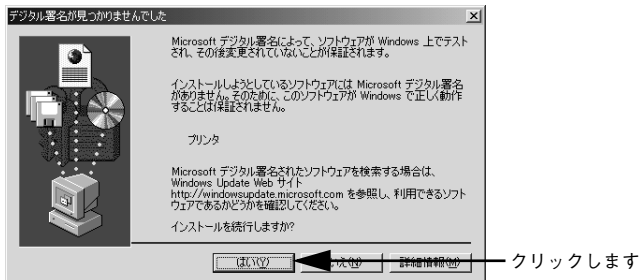 デジタル署名が見つかりませんでした
Microsoft デジタル署名によって、ソフトウェアが Windows 上でテスト
され、その後変更されていないことが保証されます。
インストールしようとしているソフトウェアには Microsoft デジタル署名
がありません。そのために、このソフトウェアが Windows で正しく動作
することは保証されません。
プリンタ
Microsoft デジタル署名されたソフトウェアを検索する場合は、
Windows Update Web サイト
http://windowsupdate.microsoft.com を参照し、利用できるソフト
ウェアであるかどうかを確認してください。
インストールを続行しますか?
はい(Y) いいえ(N) 詳細情報(M) クリックします